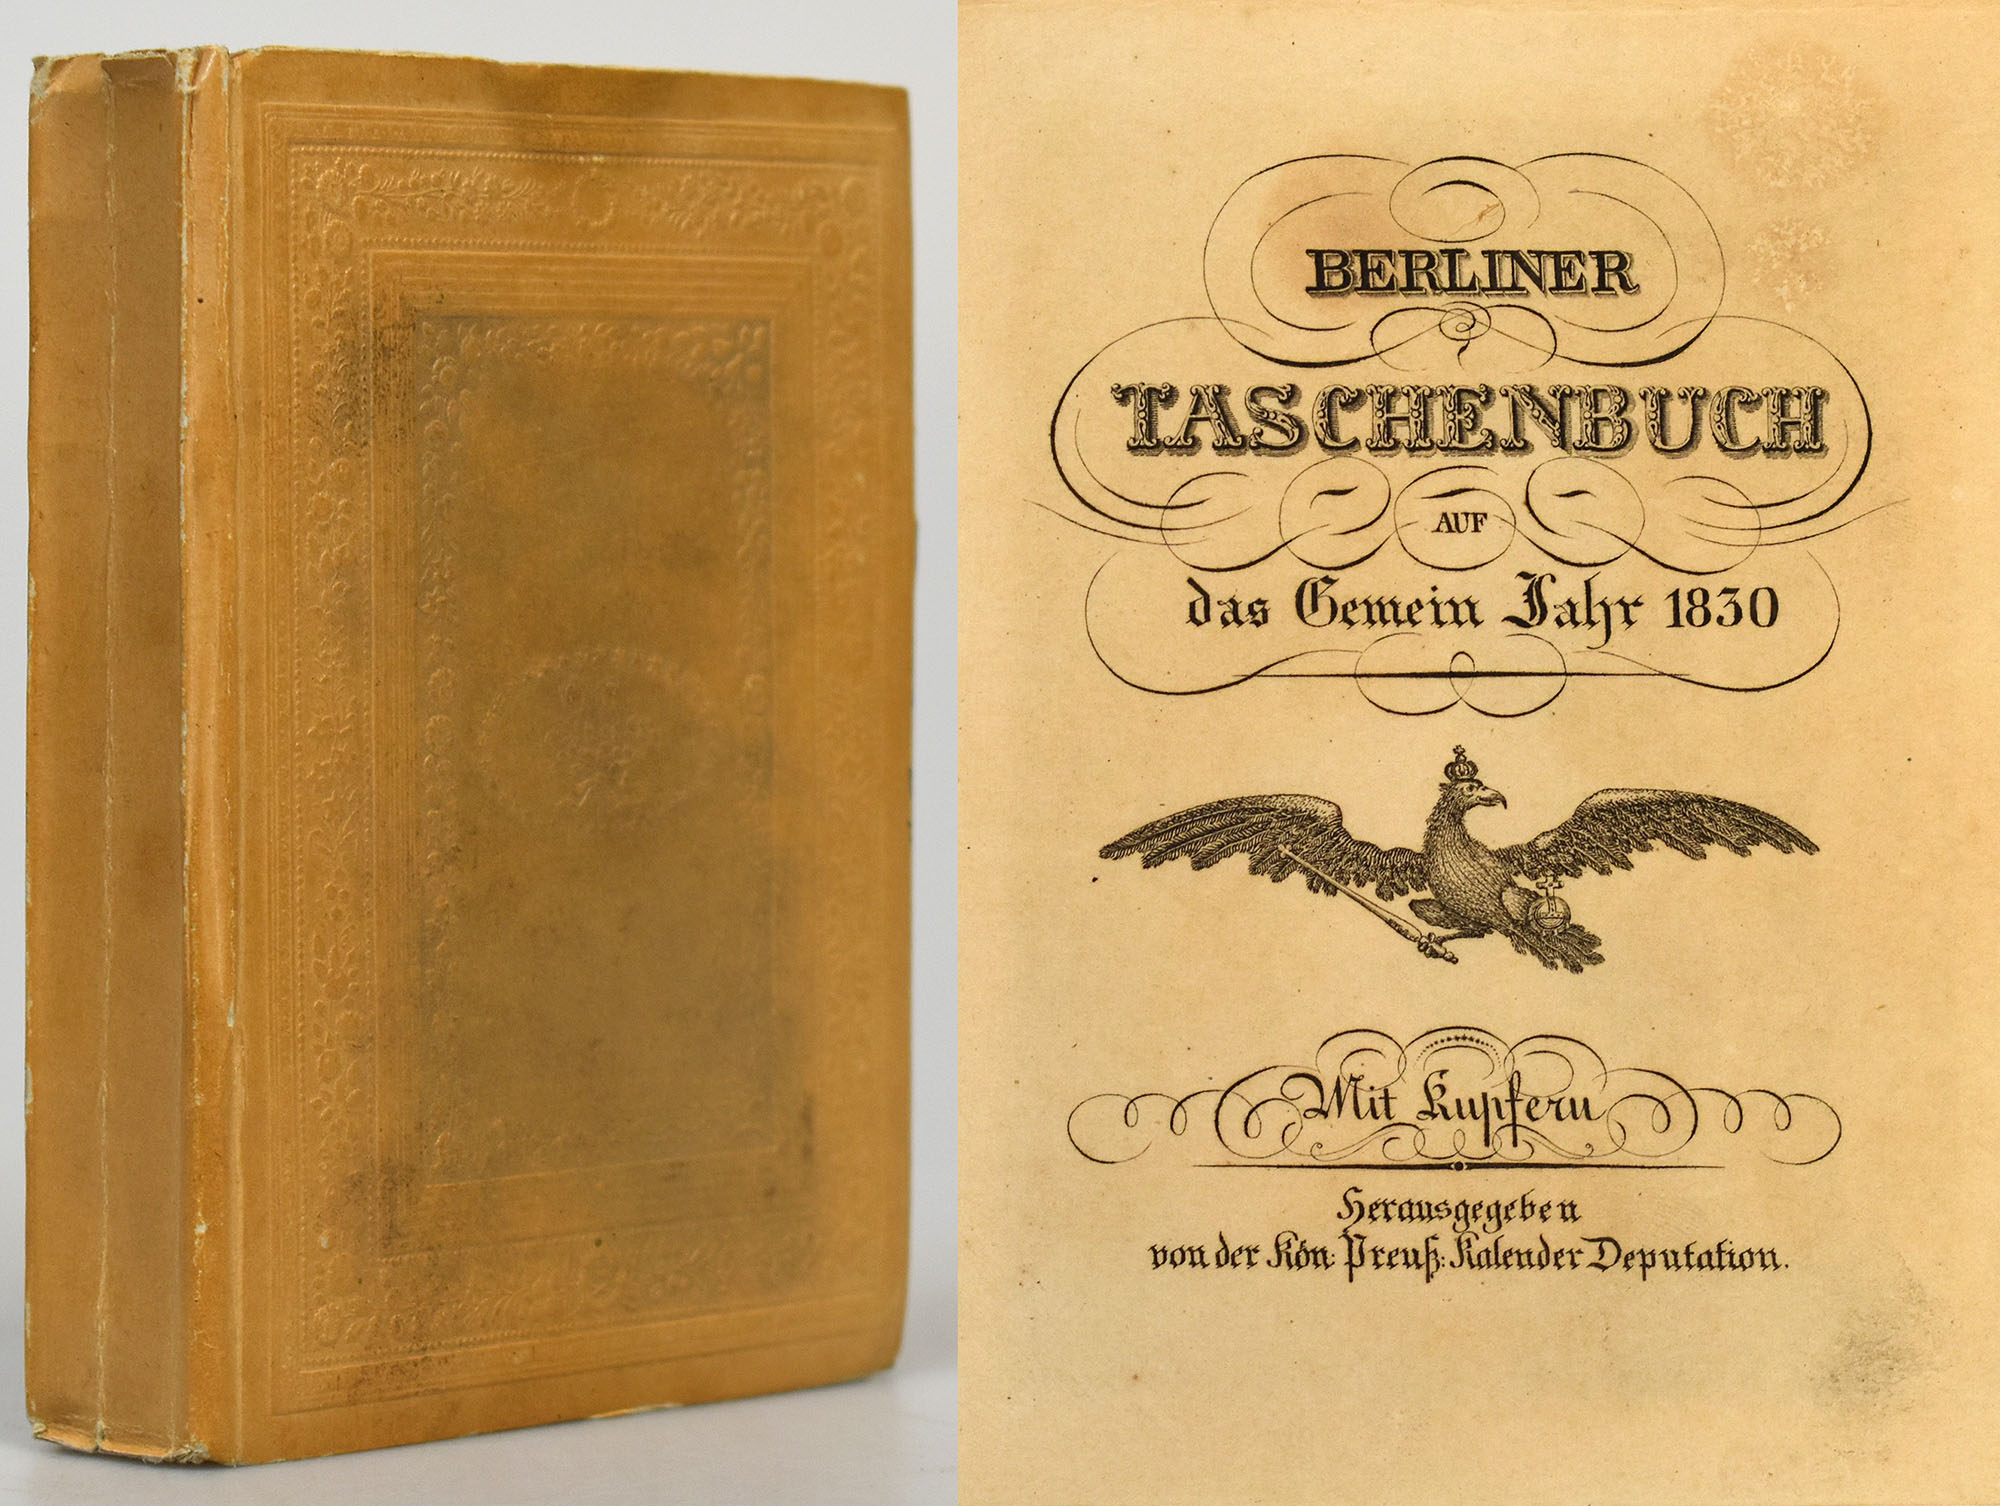 BERLINER
TASCHENBUCH
AUF
das Gemein Jahr 1830
Mit Kupfern
Herausgegeben
von der Kön: Preuß: Kalender Deputation.